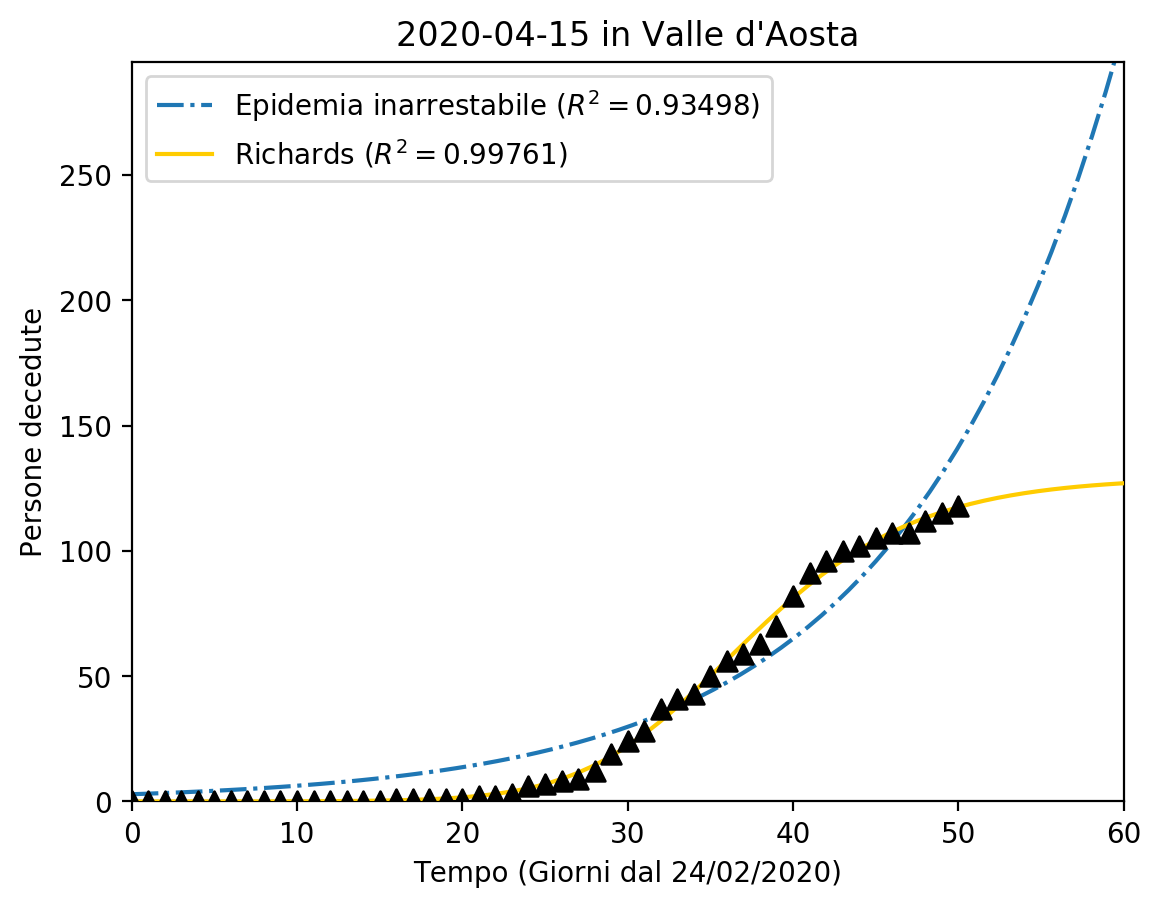 2020-04-15 in Valle d'Aosta
Epidemia inarrestabile (R² = 0.93498)
Richards (R² = 0.99761)
Persone decedute
250
200
150
100
50
0
0 10 20 30 40 50 60
Tempo (Giorni dal 24/02/2020)